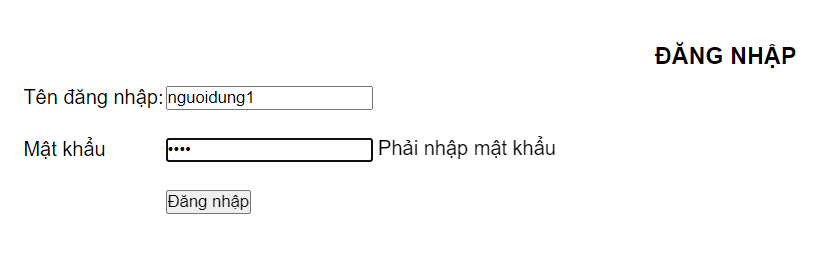 ĐĂNG NHẬP
Tên đăng nhập: nguoidung1
Mật khẩu •••• Phải nhập mật khẩu
Đăng nhập